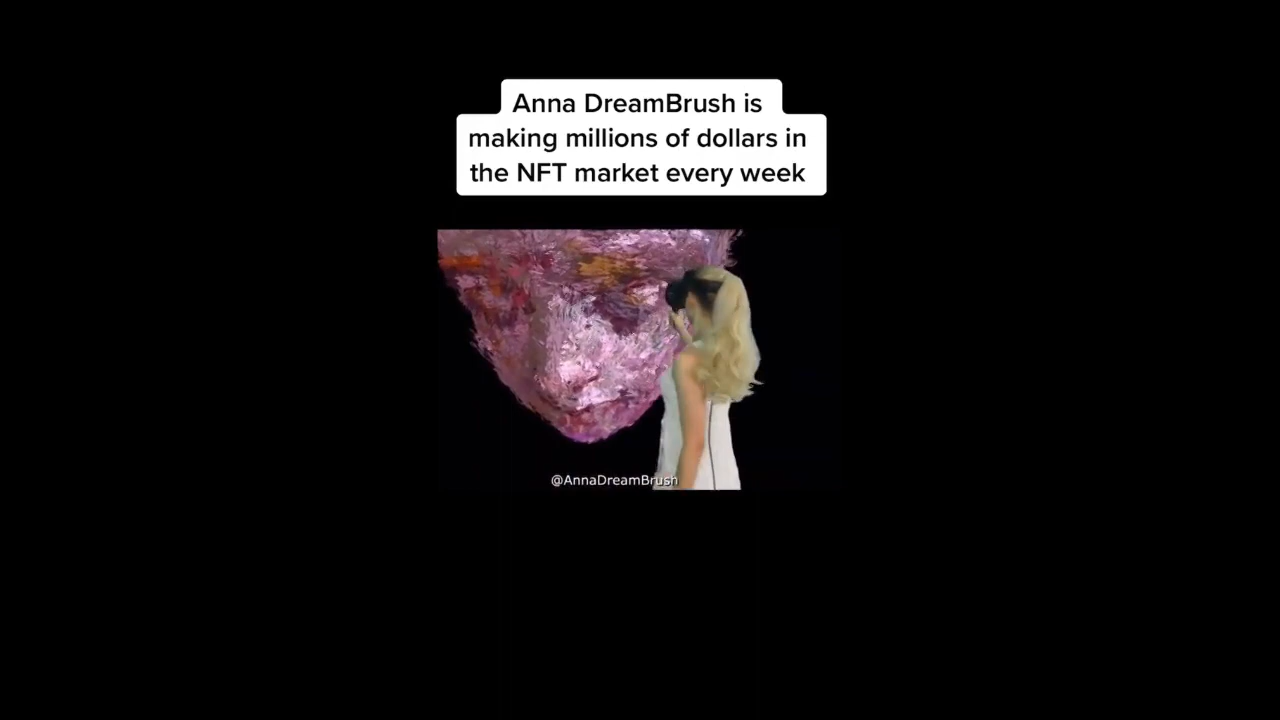 Anna DreamBrush is
making millions of dollars in
the NFT market every week
@AnnaDreamBrush